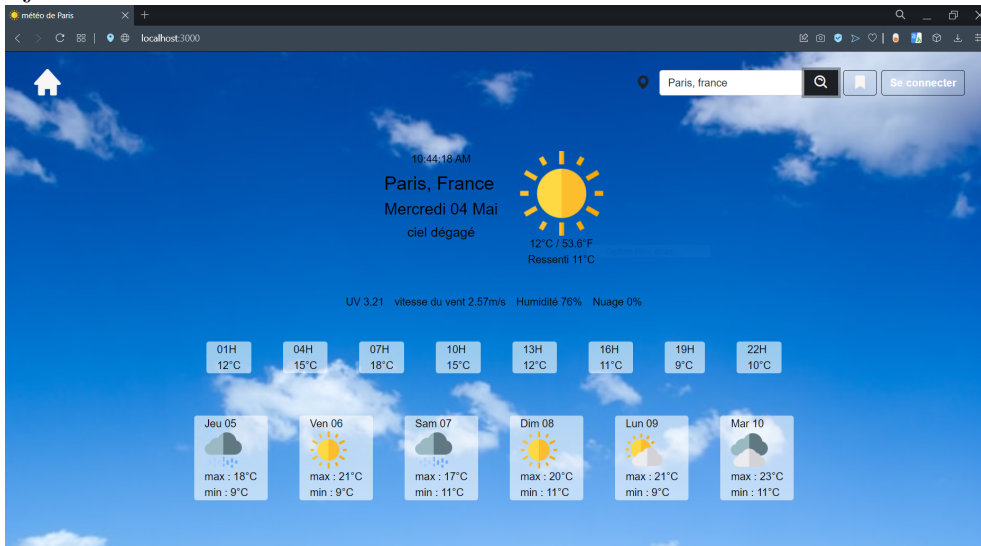 météo de Paris
localhost:3000
Paris, france
Se connecter
10:44:18 AM
Paris, France
Mercredi 04 Mai
ciel dégagé
12°C / 53.6°F
Ressenti 11°C
UV 3.21 vitesse du vent 2.57m/s Humidité 76% Nuage 0%
01H 04H 07H 10H 13H 16H 19H 22H
12°C 15°C 18°C 15°C 12°C 11°C 9°C 10°C
Jeu 05 Ven 06 Sam 07 Dim 08 Lun 09 Mar 10
max : 18°C max : 21°C max : 17°C max : 20°C max : 21°C max : 23°C
min : 9°C min : 9°C min : 11°C min : 11°C min : 9°C min : 11°C